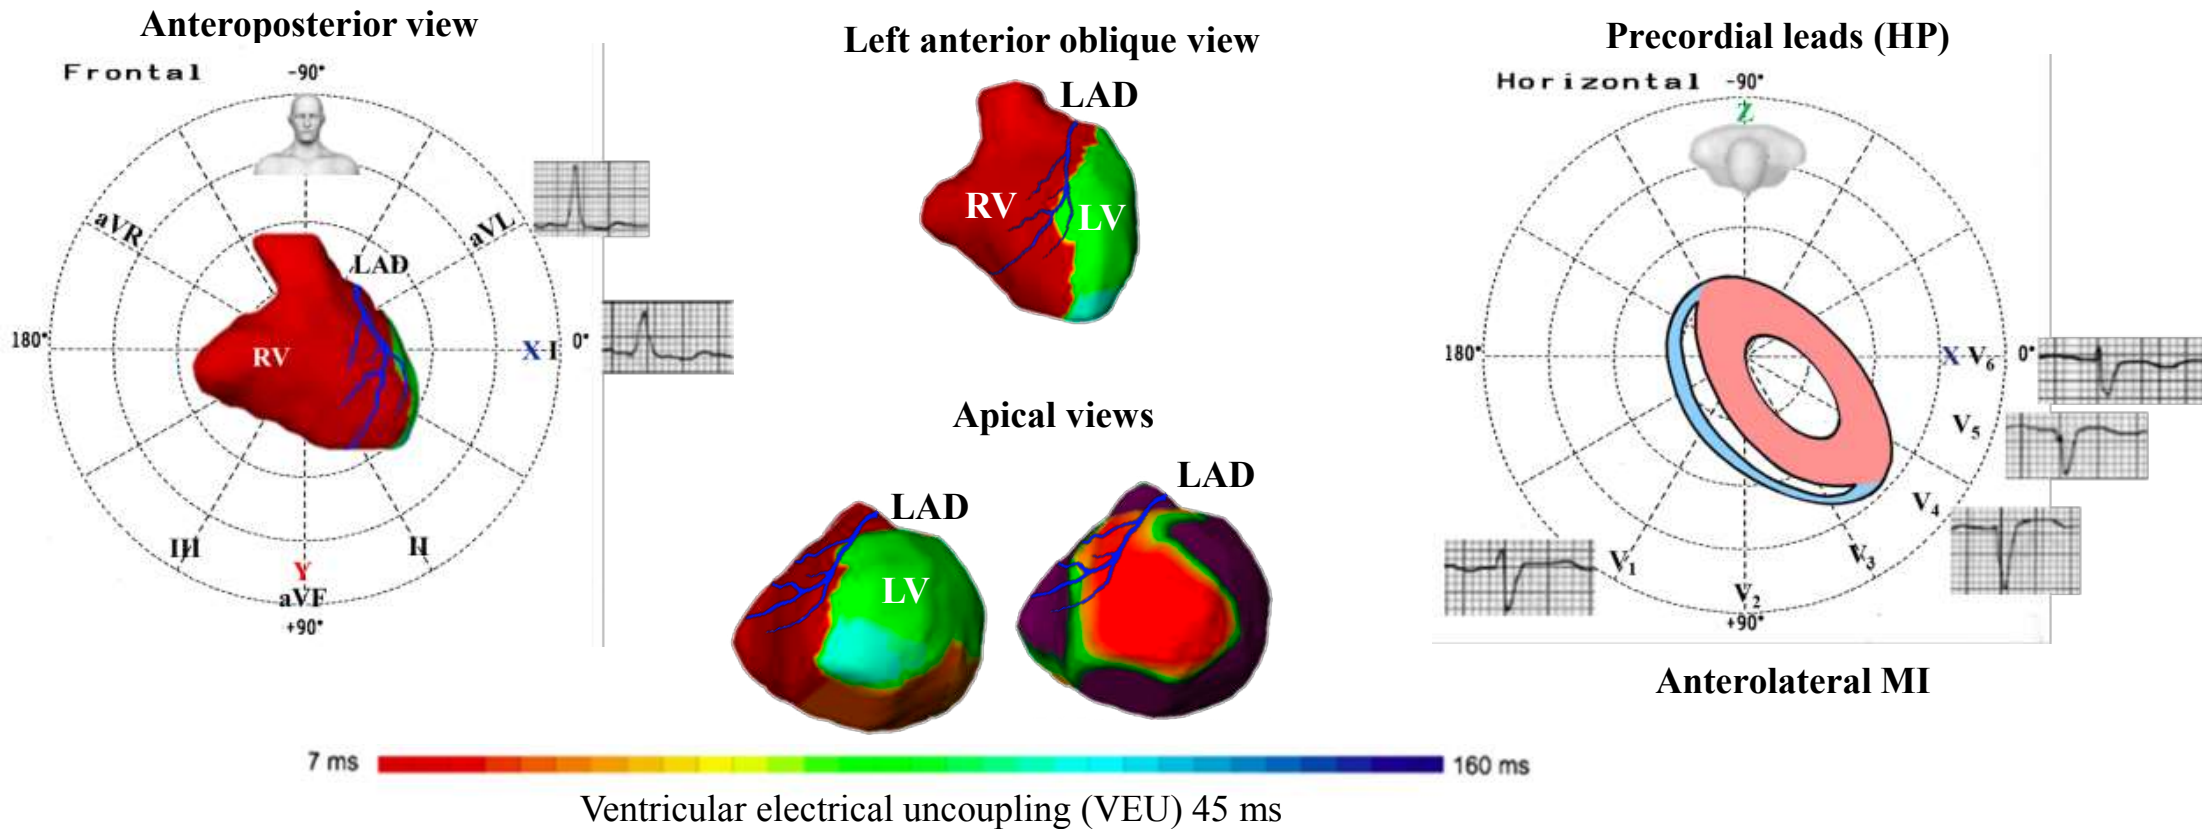 Anteroposterior view
Frontal
-90°
aVR
aVL
LAD
180°
RV
X I
0°
III
II
Y
aVF
+90°
Left anterior oblique view
LAD
RV
LV
Apical views
LAD
LV
LAD
Precordial leads (HP)
Horizontal
-90°
Z
180°
X V6
0°
V5
V4
V3
V1
V2
+90°
Anterolateral MI
7 ms
160 ms
Ventricular electrical uncoupling (VEU) 45 ms